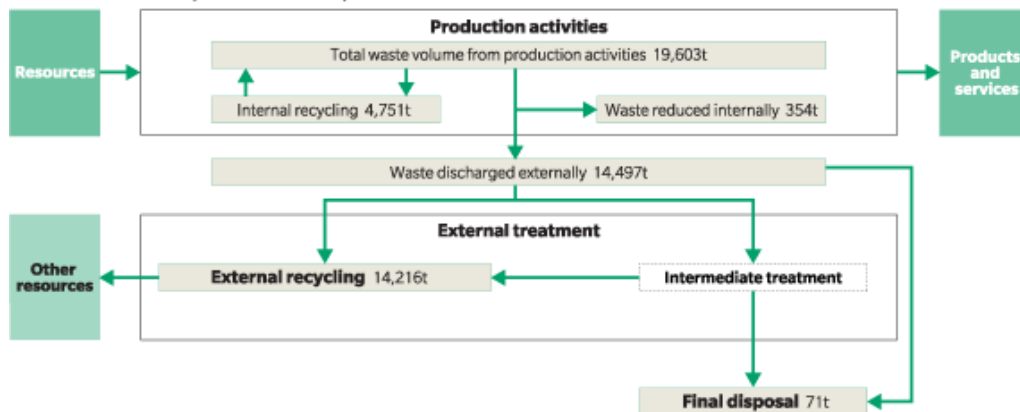 Production activities
Total waste volume from production activities 19,603t
Resources
Products
and
services
Internal recycling 4,751t
Waste reduced internally 354t
Waste discharged externally 14,497t
External treatment
Other
resources
External recycling 14,216t
Intermediate treatment
Final disposal 71t